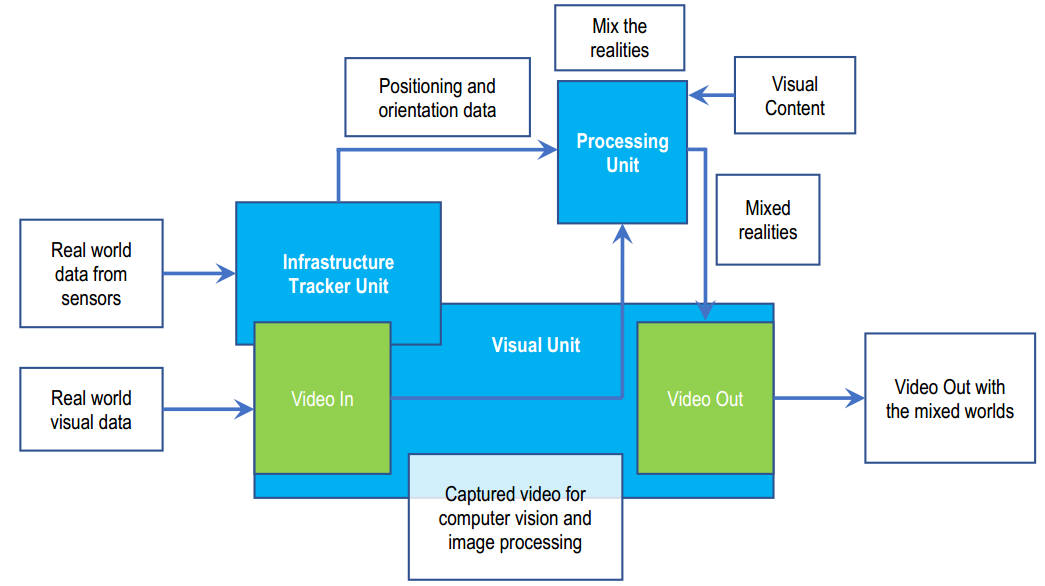 Mix the
realities
Positioning and
orientation data
Visual
Content
Processing
Unit
Mixed
realities
Real world
data from
sensors
Infrastructure
Tracker Unit
Visual Unit
Real world
visual data
Video In
Video Out
Video Out with
the mixed worlds
Captured video for
computer vision and
image processing